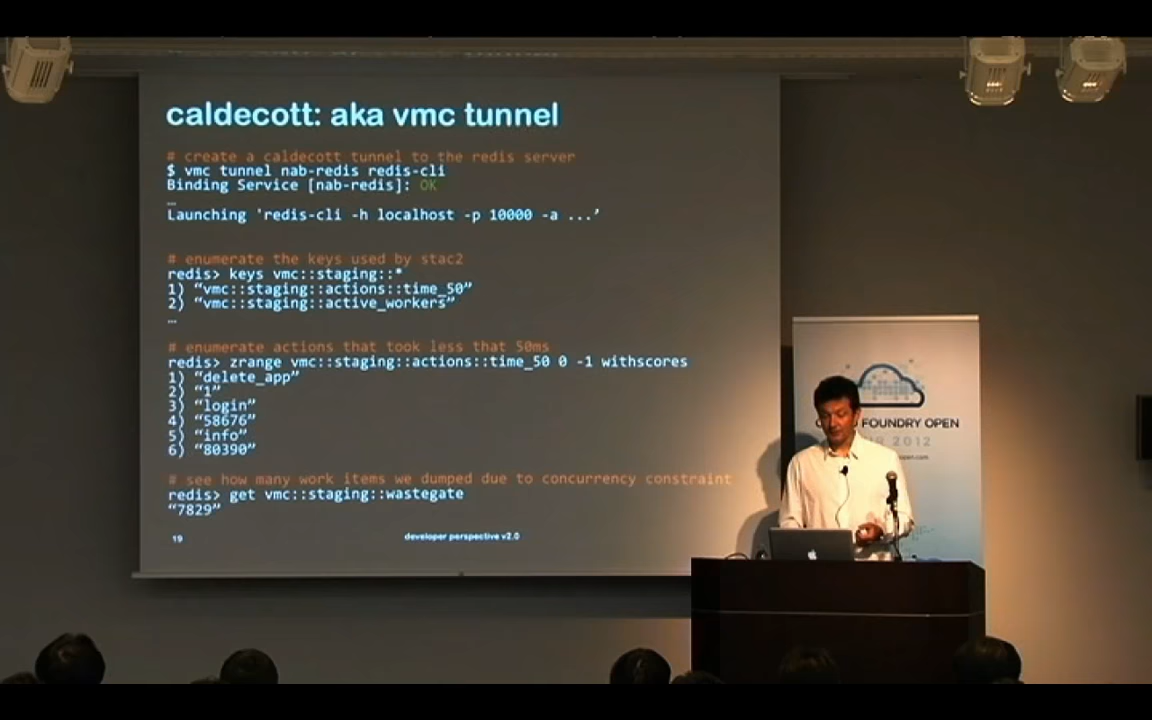 caldecott: aka vmc tunnel
# create a caldecott tunnel to the redis server
$ vmc tunnel nab-redis redis-cli
Binding Service [nab-redis]: OK
…
Launching 'redis-cli -h localhost -p 10000 -a ...’
# enumerate the keys used by stac2
redis> keys vmc::staging::*
1) “vmc::staging::actions::time_50”
2) “vmc::staging::active_workers”
…
# enumerate actions that took less that 50ms
redis> zrange vmc::staging::actions::time_50 0 -1 withscores
1) “delete_app”
2) “1”
3) “login”
4) “58676”
5) “info”
6) “80390”
# see how many work items we dumped due to concurrency constraint
redis> get vmc::staging::wastegate
“7829”
19
developer perspective v2.0
FOUNDRY OPEN
2012